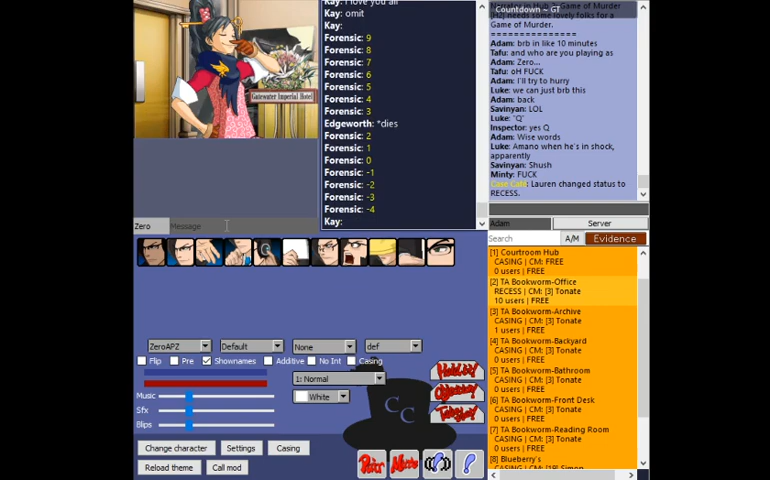 Kay: I love you all
Kay: omit
Kay:
Forensic: 9
Forensic: 8
Forensic: 7
Forensic: 6
Forensic: 5
Forensic: 4
Forensic: 3
Edgeworth: *dies
Forensic: 2
Forensic: 1
Forensic: 0
Forensic: -1
Forensic: -2
Forensic: -3
Forensic: -4
Kay:
Gatewater Imperial Hotel
Countdown ~ GT
Game of Murder.
===============
Adam: brb in like 10 minutes
Tafu: and who are you playing as
Adam: Zero...
Tafu: oH FUCK
Adam: I'll try to hurry
Luke: we can just brb this
Adam: back
Savinyan: LOL
Luke: 'Q'
Inspector: yes Q
Adam: Wise words
Luke: Amano when he's in shock,
apparently
Savinyan: Shush
Minty: FUCK
Case Café: Lauren changed status to
RECESS.
Zero
Message
Adam
Server
Search
A/M
Evidence
[1] Courtroom Hub
CASING | CM: FREE
0 users | FREE
[2] TA Bookworm-Office
RECESS | CM: [3] Tonate
10 users | FREE
[3] TA Bookworm-Archive
CASING | CM: [3] Tonate
1 users | FREE
[4] TA Bookworm-Backyard
CASING | CM: [3] Tonate
0 users | FREE
[5] TA Bookworm-Bathroom
CASING | CM: [3] Tonate
0 users | FREE
[6] TA Bookworm-Front Desk
CASING | CM: [3] Tonate
0 users | FREE
[7] TA Bookworm-Reading Room
CASING | CM: [3] Tonate
0 users | FREE
[8] Blueberry's
ZeroAPZ
Default
None
def
Flip
Pre
Shownames
Additive
No Int
Casing
1: Normal
White
Music
Sfx
Blips
Hold it!
Objection!
Take that!
C C
Change character
Settings
Casing
Reload theme
Call mod
Pair
Mute